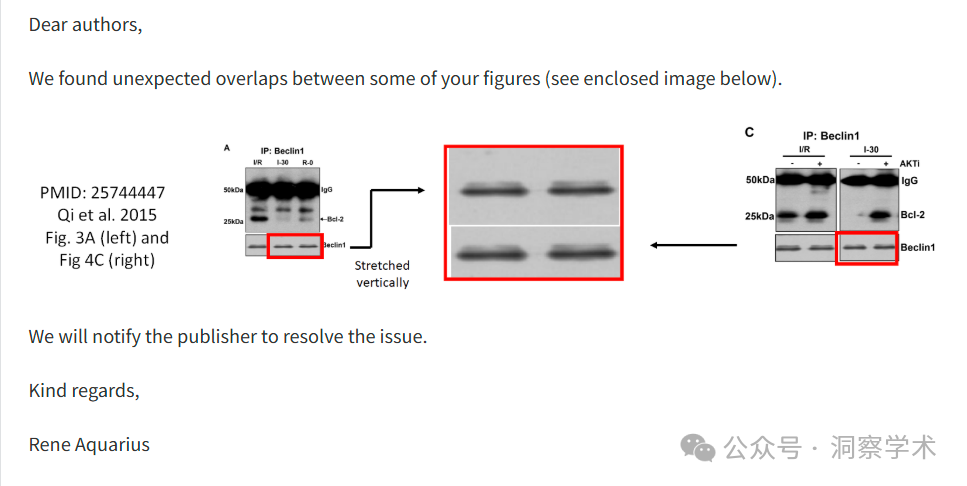 Dear authors,
We found unexpected overlaps between some of your figures (see enclosed image below).
PMID: 25744447
Qi et al. 2015
Fig. 3A (left) and
Fig 4C (right)
A
IP: Beclin1
I/R I-30 R-0
50kDa
IgG
25kDa
←Bcl-2
Beclin1
Stretched
vertically
C
IP: Beclin1
I/R I-30
- + - + AKTi
50kDa
IgG
25kDa
Bcl-2
Beclin1
We will notify the publisher to resolve the issue.
Kind regards,
Rene Aquarius
公众号 · 洞察学术